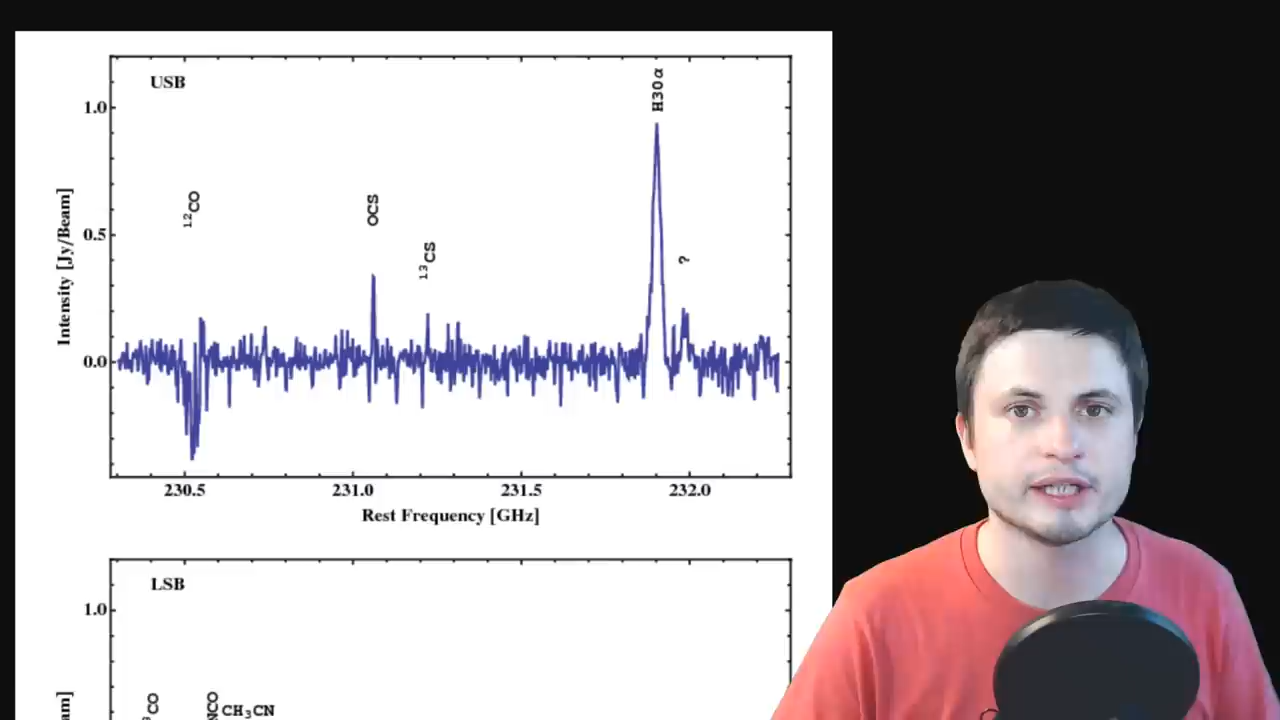 USB
1.0
0.5
0.0
Intensity [Jy/Beam]
¹²CO
OCS
¹³CS
H30α
?
230.5 231.0 231.5 232.0
Rest Frequency [GHz]
LSB
1.0
CH₃CN